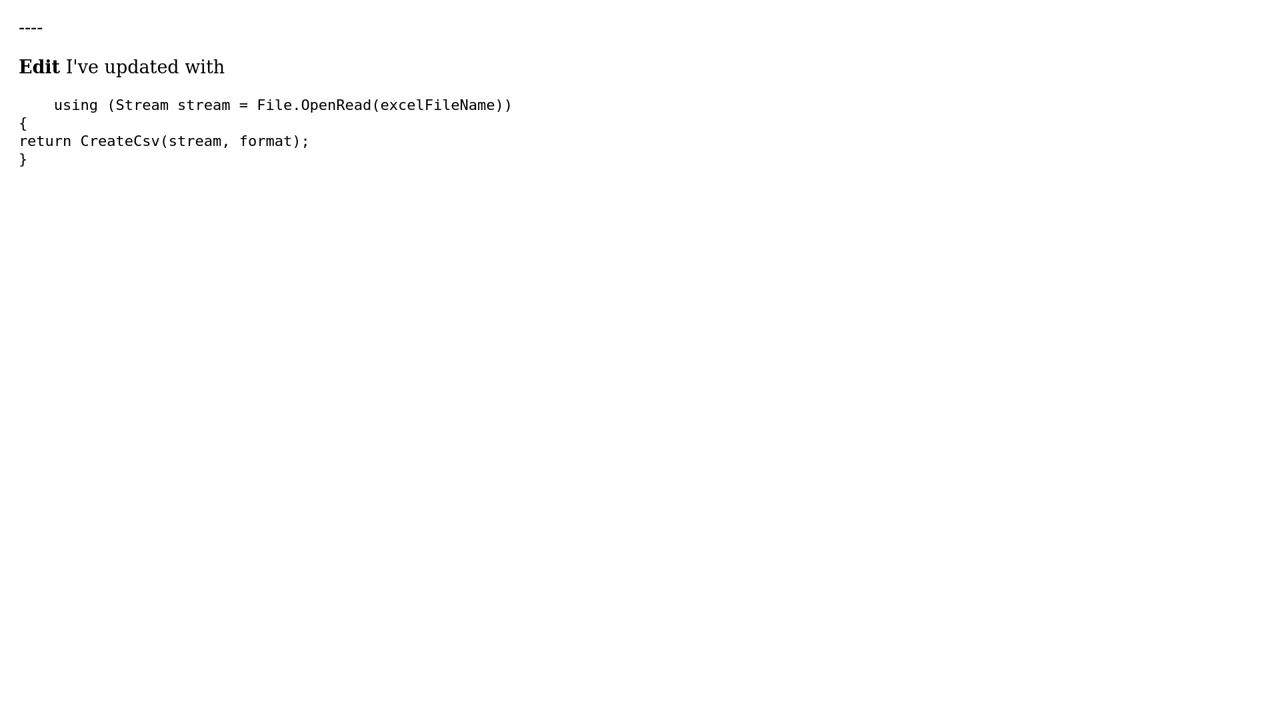 ----
Edit I've updated with
    using (Stream stream = File.OpenRead(excelFileName))
{
return CreateCsv(stream, format);
}